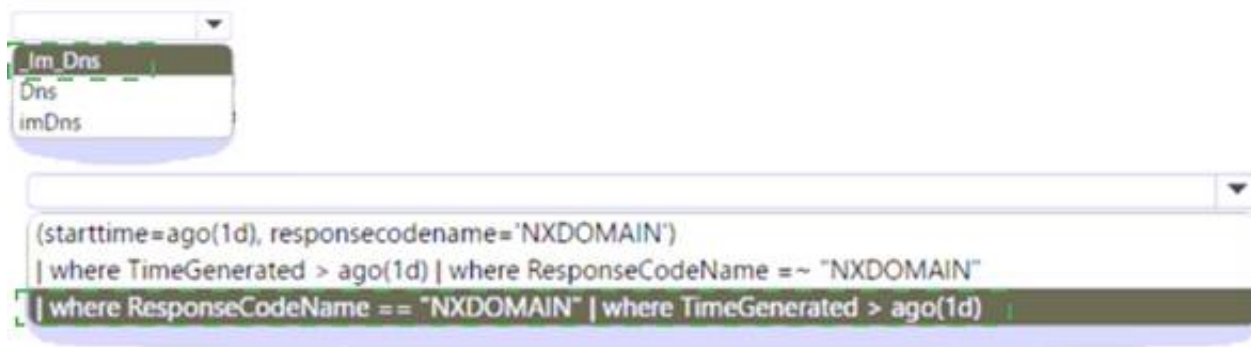 _Im_Dns
Dns
imDns
(starttime=ago(1d), responsecodename='NXDOMAIN')
| where TimeGenerated > ago(1d) | where ResponseCodeName =~ "NXDOMAIN"
| where ResponseCodeName == "NXDOMAIN" | where TimeGenerated > ago(1d)